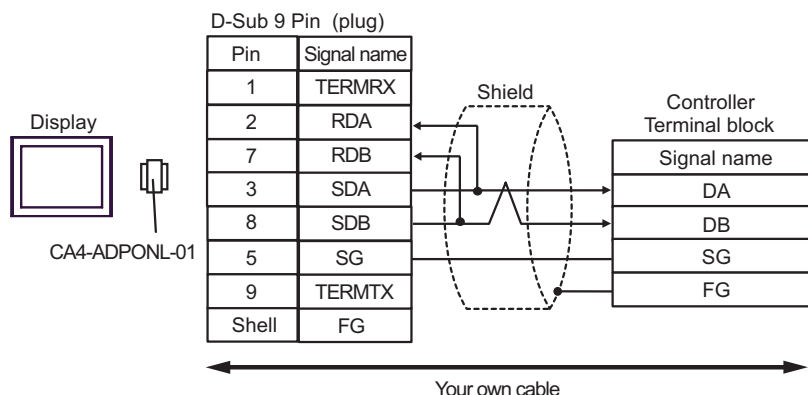 D-Sub 9 Pin (plug)
Pin Signal name
1 TERMRX
2 RDA
7 RDB
3 SDA
8 SDB
5 SG
9 TERMTX
Shell FG
Display
CA4-ADPONL-01
Shield
Controller
Terminal block
Signal name
DA
DB
SG
FG
Your own cable